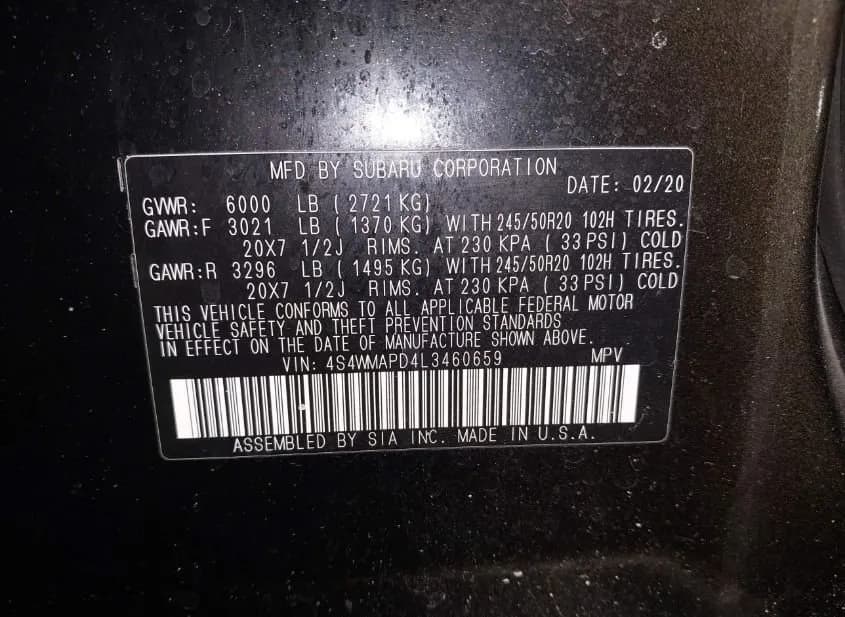 MFD BY SUBARU CORPORATION
DATE: 02/20
GVWR: 6000 LB ( 2721 KG)
GAWR:F 3021 LB ( 1370 KG) WITH 245/50R20 102H TIRES.
20X7 1/2J RIMS. AT 230 KPA ( 33 PSI) COLD
GAWR:R 3296 LB ( 1495 KG) WITH 245/50R20 102H TIRES.
20X7 1/2J RIMS. AT 230 KPA ( 33 PSI) COLD
THIS VEHICLE CONFORMS TO ALL APPLICABLE FEDERAL MOTOR
VEHICLE SAFETY AND THEFT PREVENTION STANDARDS
IN EFFECT ON THE DATE OF MANUFACTURE SHOWN ABOVE.
VIN: 4S4WMAPD4L3460659 MPV
ASSEMBLED BY SIA INC. MADE IN U.S.A.